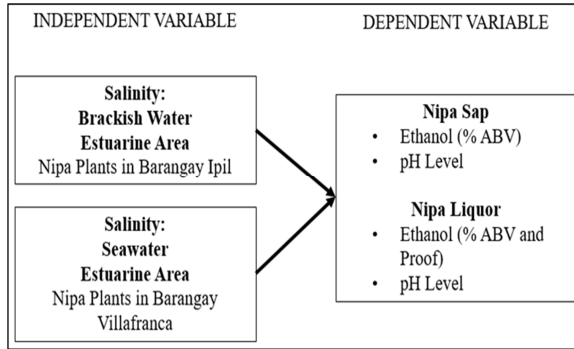 INDEPENDENT VARIABLE
DEPENDENT VARIABLE
Salinity:
Brackish Water
Estuarine Area
Nipa Plants in Barangay Ipil
Salinity:
Seawater
Estuarine Area
Nipa Plants in Barangay
Villafranca
Nipa Sap
• Ethanol (% ABV)
• pH Level
Nipa Liquor
• Ethanol (% ABV and
Proof)
• pH Level